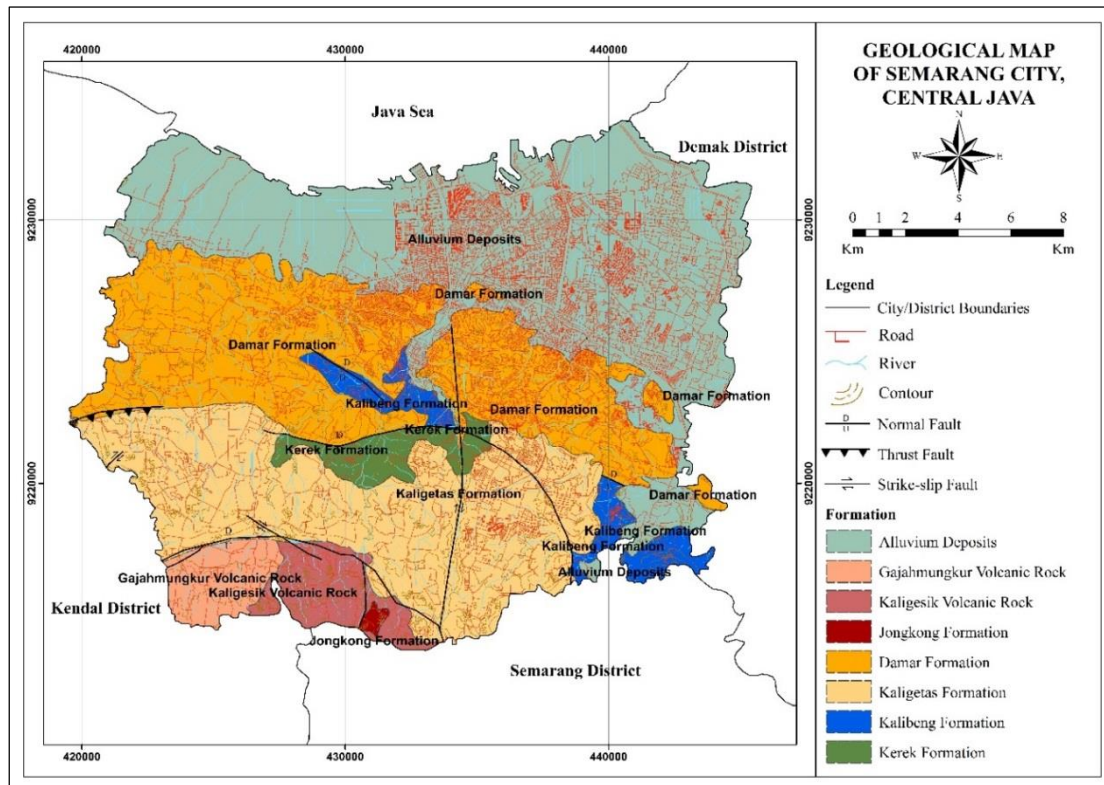 420000
430000
440000
Java Sea
Demak District
9230000
9230000
Alluvium Deposits
Damar Formation
Damar Formation
Kalibeng Formation
Damar Formation
Damar Formation
Kerek Formation
Kerek Formation
9220000
9220000
Kaligetas Formation
Damar Formation
Kalibeng Formation
Kalibeng Formation
Alluvium Deposits
Gajahmungkur Volcanic Rock
Kaligesik Volcanic Rock
Kendal District
Jongkong Formation
Semarang District
420000
430000
440000
GEOLOGICAL MAP
OF SEMARANG CITY,
CENTRAL JAVA
N
W
E
S
0 1 2 4 6 8
Km Km
Legend
City/District Boundaries
Road
River
Contour
D
U
Normal Fault
Thrust Fault
Strike-slip Fault
Formation
Alluvium Deposits
Gajahmungkur Volcanic Rock
Kaligesik Volcanic Rock
Jongkong Formation
Damar Formation
Kaligetas Formation
Kalibeng Formation
Kerek Formation